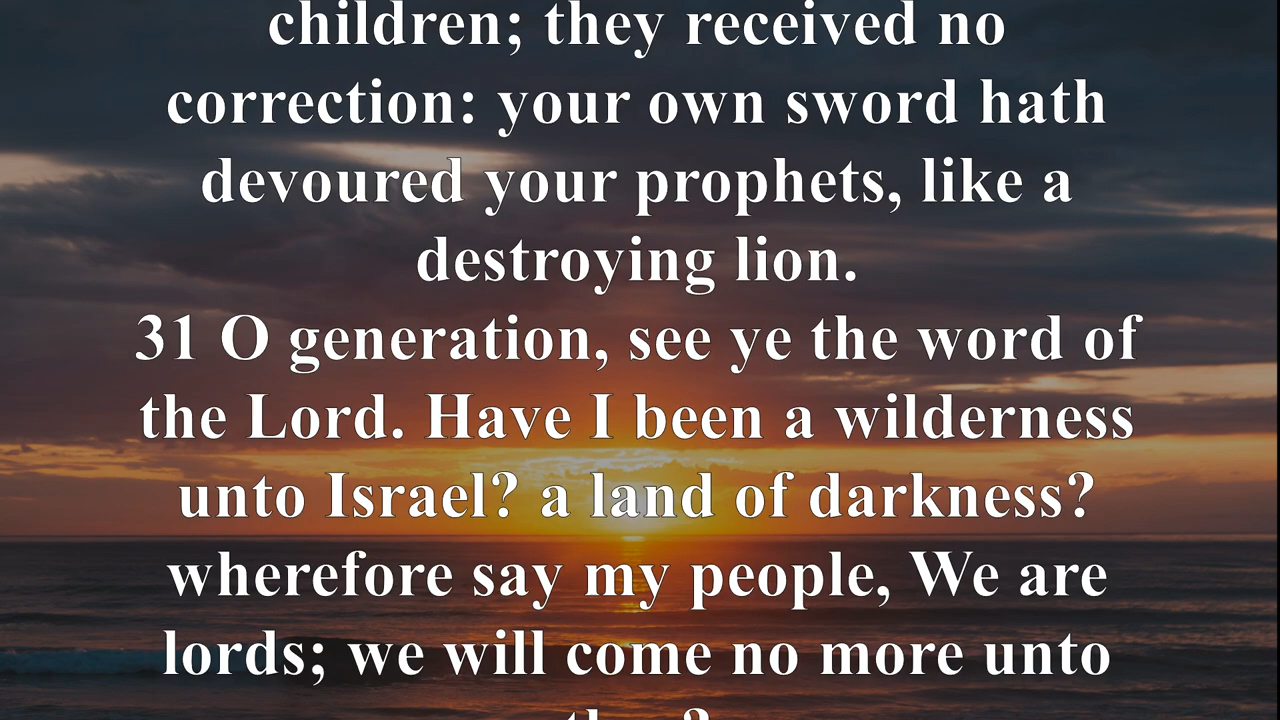 children; they received no
correction: your own sword hath
devoured your prophets, like a
destroying lion.
31 O generation, see ye the word of
the Lord. Have I been a wilderness
unto Israel? a land of darkness?
wherefore say my people, We are
lords; we will come no more unto